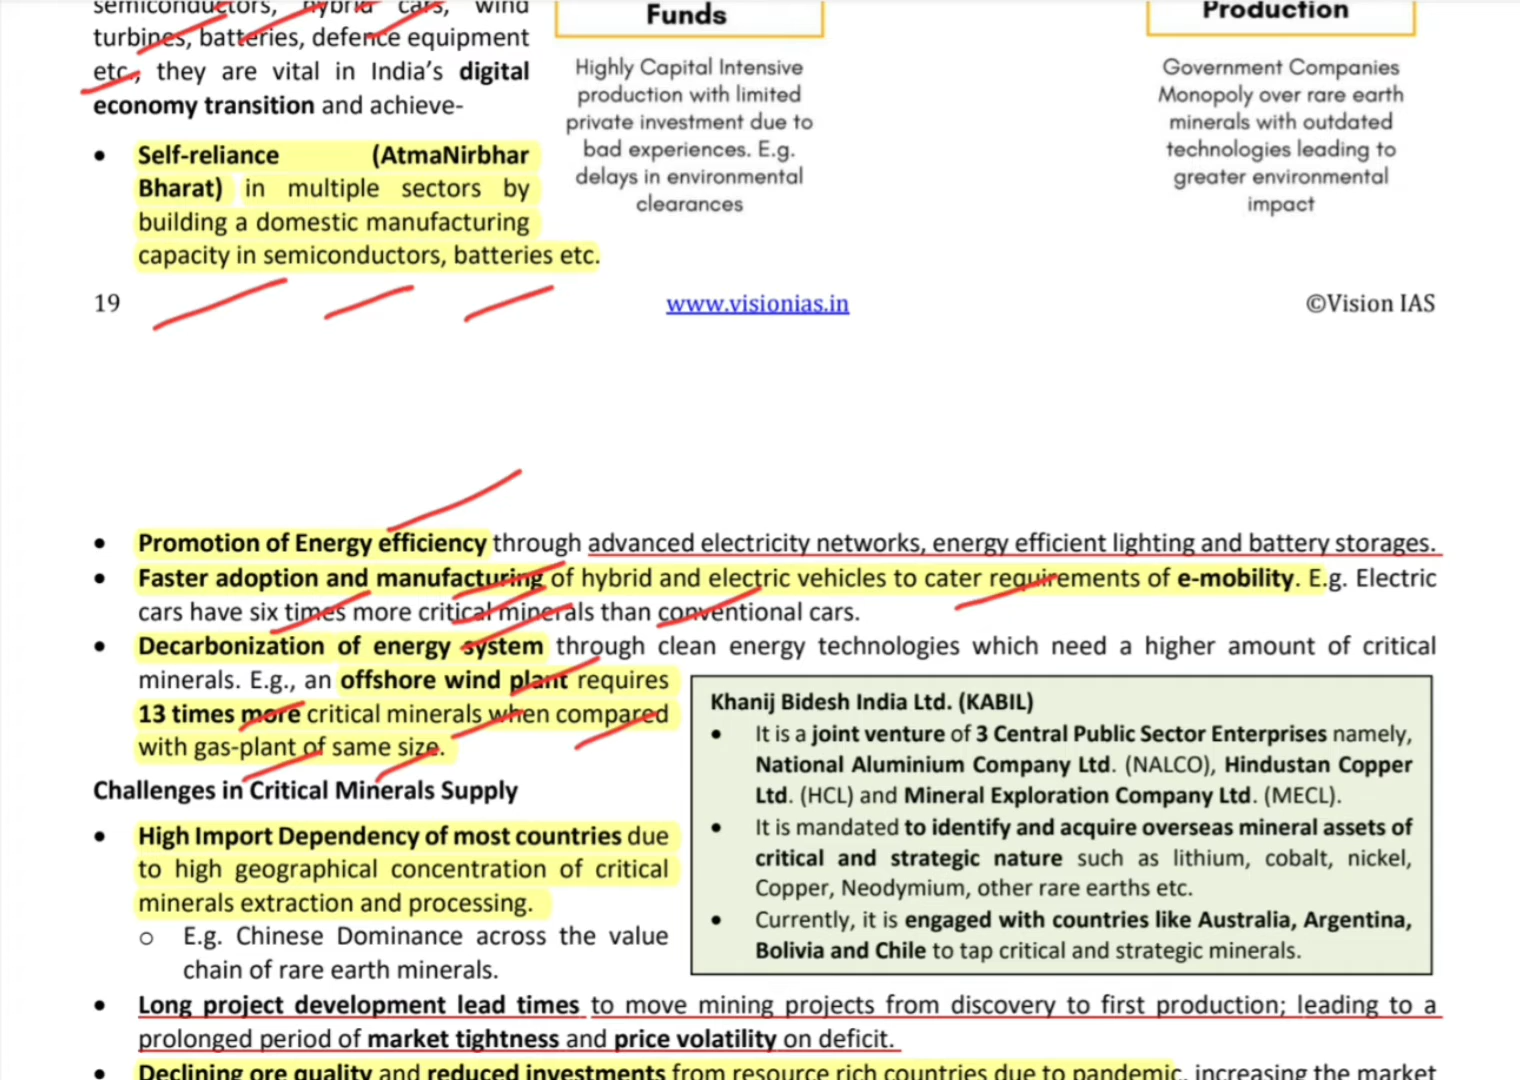 semiconductors, hybrid cars, wind
turbines, batteries, defence equipment
etc., they are vital in India's digital
economy transition and achieve-
• Self-reliance (AtmaNirbhar
Bharat) in multiple sectors by
building a domestic manufacturing
capacity in semiconductors, batteries etc.
Funds
Highly Capital Intensive
production with limited
private investment due to
bad experiences. E.g.
delays in environmental
clearances
Production
Government Companies
Monopoly over rare earth
minerals with outdated
technologies leading to
greater environmental
impact
19 www.visionias.in ©Vision IAS
• Promotion of Energy efficiency through advanced electricity networks, energy efficient lighting and battery storages.
• Faster adoption and manufacturing of hybrid and electric vehicles to cater requirements of e-mobility. E.g. Electric
cars have six times more critical minerals than conventional cars.
• Decarbonization of energy system through clean energy technologies which need a higher amount of critical
minerals. E.g., an offshore wind plant requires
13 times more critical minerals when compared
with gas-plant of same size.
Challenges in Critical Minerals Supply
• High Import Dependency of most countries due
to high geographical concentration of critical
minerals extraction and processing.
o E.g. Chinese Dominance across the value
chain of rare earth minerals.
Khanij Bidesh India Ltd. (KABIL)
• It is a joint venture of 3 Central Public Sector Enterprises namely,
National Aluminium Company Ltd. (NALCO), Hindustan Copper
Ltd. (HCL) and Mineral Exploration Company Ltd. (MECL).
• It is mandated to identify and acquire overseas mineral assets of
critical and strategic nature such as lithium, cobalt, nickel,
Copper, Neodymium, other rare earths etc.
• Currently, it is engaged with countries like Australia, Argentina,
Bolivia and Chile to tap critical and strategic minerals.
• Long project development lead times to move mining projects from discovery to first production; leading to a
prolonged period of market tightness and price volatility on deficit.
• Declining ore quality and reduced investments from resource rich countries due to pandemic, increasing the market